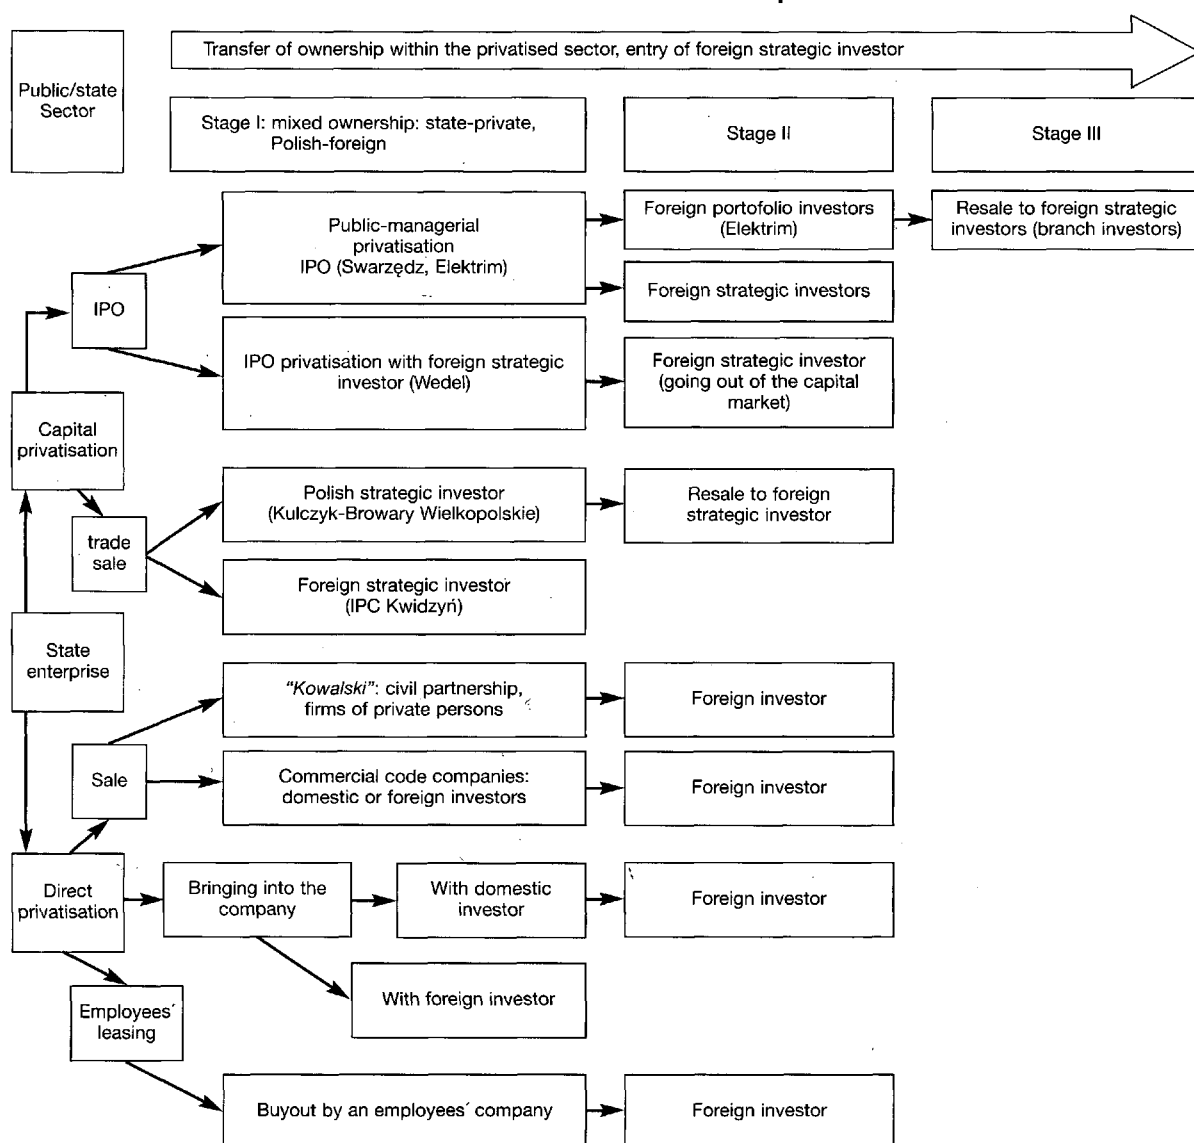 Transfer of ownership within the privatised sector, entry of foreign strategic investor
Public/state
Sector
Stage I: mixed ownership: state-private,
Polish-foreign
Stage II
Stage III
Public-managerial
privatisation
IPO (Swarzędz, Elektrim)
Foreign portofolio investors
(Elektrim)
Resale to foreign strategic
investors (branch investors)
IPO
Foreign strategic investors
IPO privatisation with foreign strategic
investor (Wedel)
Foreign strategic investor
(going out of the capital
market)
Capital
privatisation
Polish strategic investor
(Kulczyk-Browary Wielkopolskie)
Resale to foreign
strategic investor
trade
sale
Foreign strategic investor
(IPC Kwidzyń)
State
enterprise
"Kowalski": civil partnership,
firms of private persons
Foreign investor
Sale
Commercial code companies:
domestic or foreign investors
Foreign investor
Direct
privatisation
Bringing into the
company
With domestic
investor
Foreign investor
With foreign investor
Employees´
leasing
Buyout by an employees´ company
Foreign investor